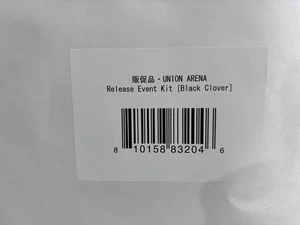 販促品・UNION ARENA
Release Event Kit [Black Clover]
8 10158 83204 6